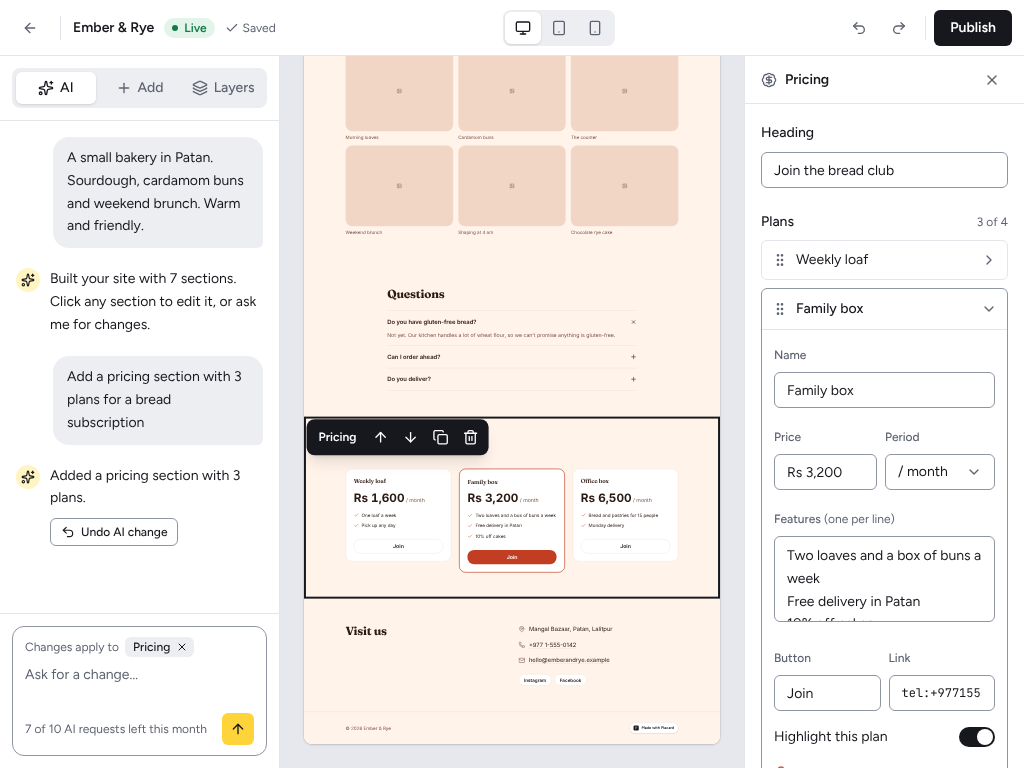 Ember & Rye
Live
Saved
Publish
AI
Add
Layers
A small bakery in Patan.
Sourdough, cardamom buns
and weekend brunch. Warm
and friendly.
Built your site with 7 sections.
Click any section to edit it, or ask
me for changes.
Add a pricing section with 3
plans for a bread
subscription
Added a pricing section with 3
plans.
Undo AI change
Changes apply to
Pricing
Ask for a change...
7 of 10 AI requests left this month
Morning loaves
Cardamom buns
The counter
Weekend brunch
Shaping at 4 am
Chocolate rye cake
Questions
Do you have gluten-free bread?
Not yet. Our kitchen handles a lot of wheat flour, so we can't promise anything is gluten-free.
Can I order ahead?
Do you deliver?
Pricing
Weekly loaf
Rs 1,600 / month
One loaf a week
Pick up any day
Join
Family box
Rs 3,200 / month
Two loaves and a box of buns a week
Free delivery in Patan
10% off cakes
Join
Office box
Rs 6,500 / month
Bread and pastries for 15 people
Monday delivery
Join
Visit us
Mangal Bazaar, Patan, Lalitpur
+977 1-555-0142
hello@emberandrye.example
Instagram
Facebook
© 2026 Ember & Rye
Made with Placard
Pricing
Heading
Join the bread club
Plans
3 of 4
Weekly loaf
Family box
Name
Family box
Price
Period
Rs 3,200
/ month
Features (one per line)
Two loaves and a box of buns a
week
Free delivery in Patan
10% off cakes
Button
Link
Join
tel:+977155
Highlight this plan